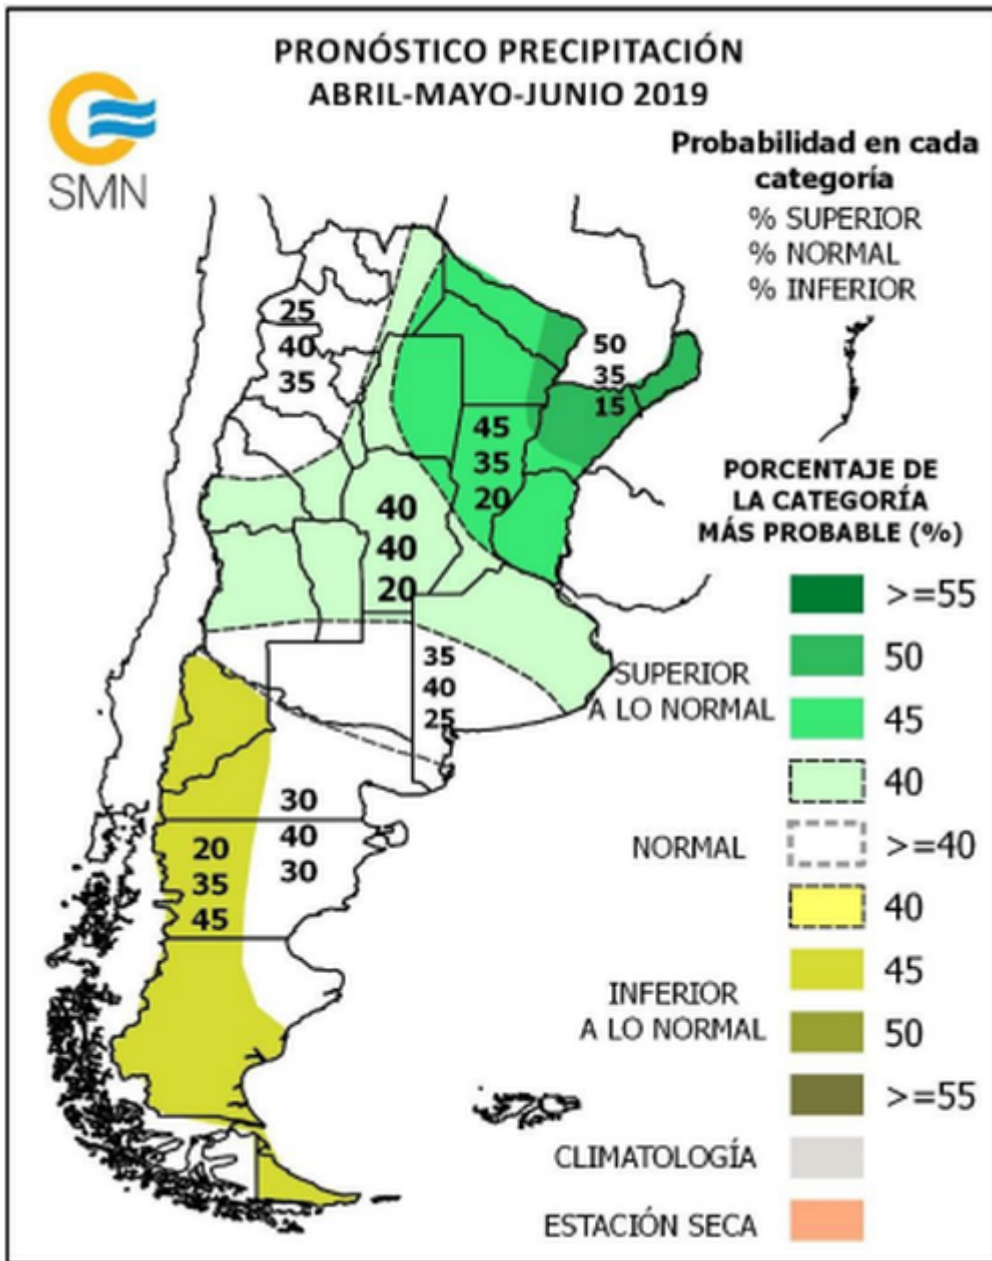 PRONÓSTICO PRECIPITACIÓN
ABRIL-MAYO-JUNIO 2019
SMN
Probabilidad en cada
categoría
% SUPERIOR
% NORMAL
% INFERIOR
25
40
35
50
35
15
45
35
20
40
40
20
35
40
25
30
40
30
20
35
45
PORCENTAJE DE
LA CATEGORÍA
MÁS PROBABLE (%)
>=55
SUPERIOR
A LO NORMAL
50
45
40
NORMAL
>=40
40
INFERIOR
A LO NORMAL
45
50
>=55
CLIMATOLOGÍA
ESTACIÓN SECA